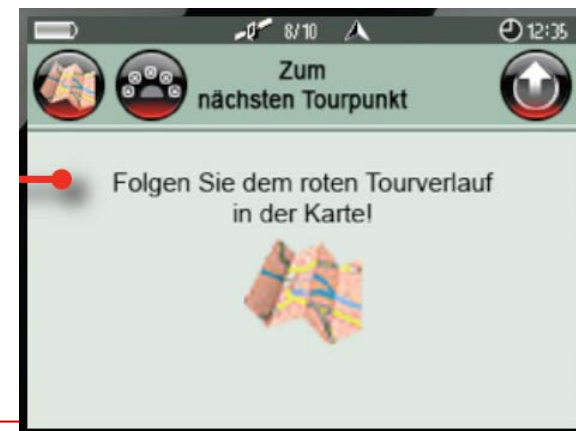 8/10
12:35
Zum
nächsten Tourpunkt
Folgen Sie dem roten Tourverlauf
in der Karte!